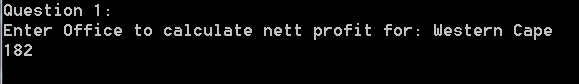 Question 1:
Enter Office to calculate nett profit for: Western Cape
182